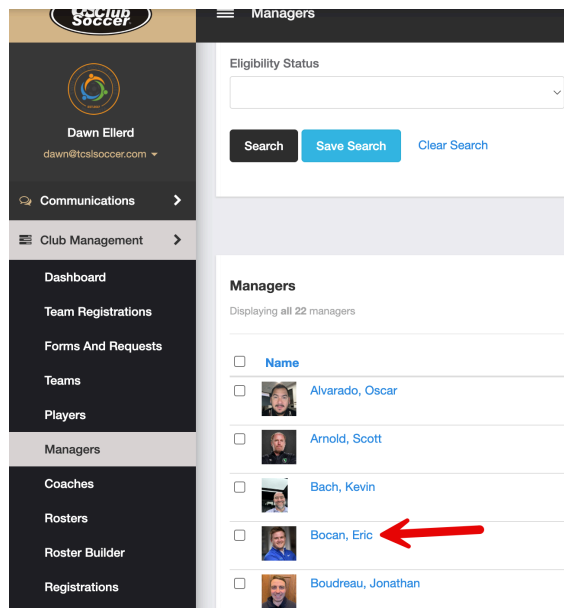 CSClub
Soccer
Managers
Eligibility Status
Dawn Ellerd
dawn@tcslsoccer.com
Search
Save Search
Clear Search
Communications
Club Management
Dashboard
Managers
Displaying all 22 managers
Team Registrations
Forms And Requests
Name
Teams
Alvarado, Oscar
Players
Managers
Arnold, Scott
Coaches
Bach, Kevin
Rosters
Bocan, Eric
Roster Builder
Registrations
Boudreau, Jonathan